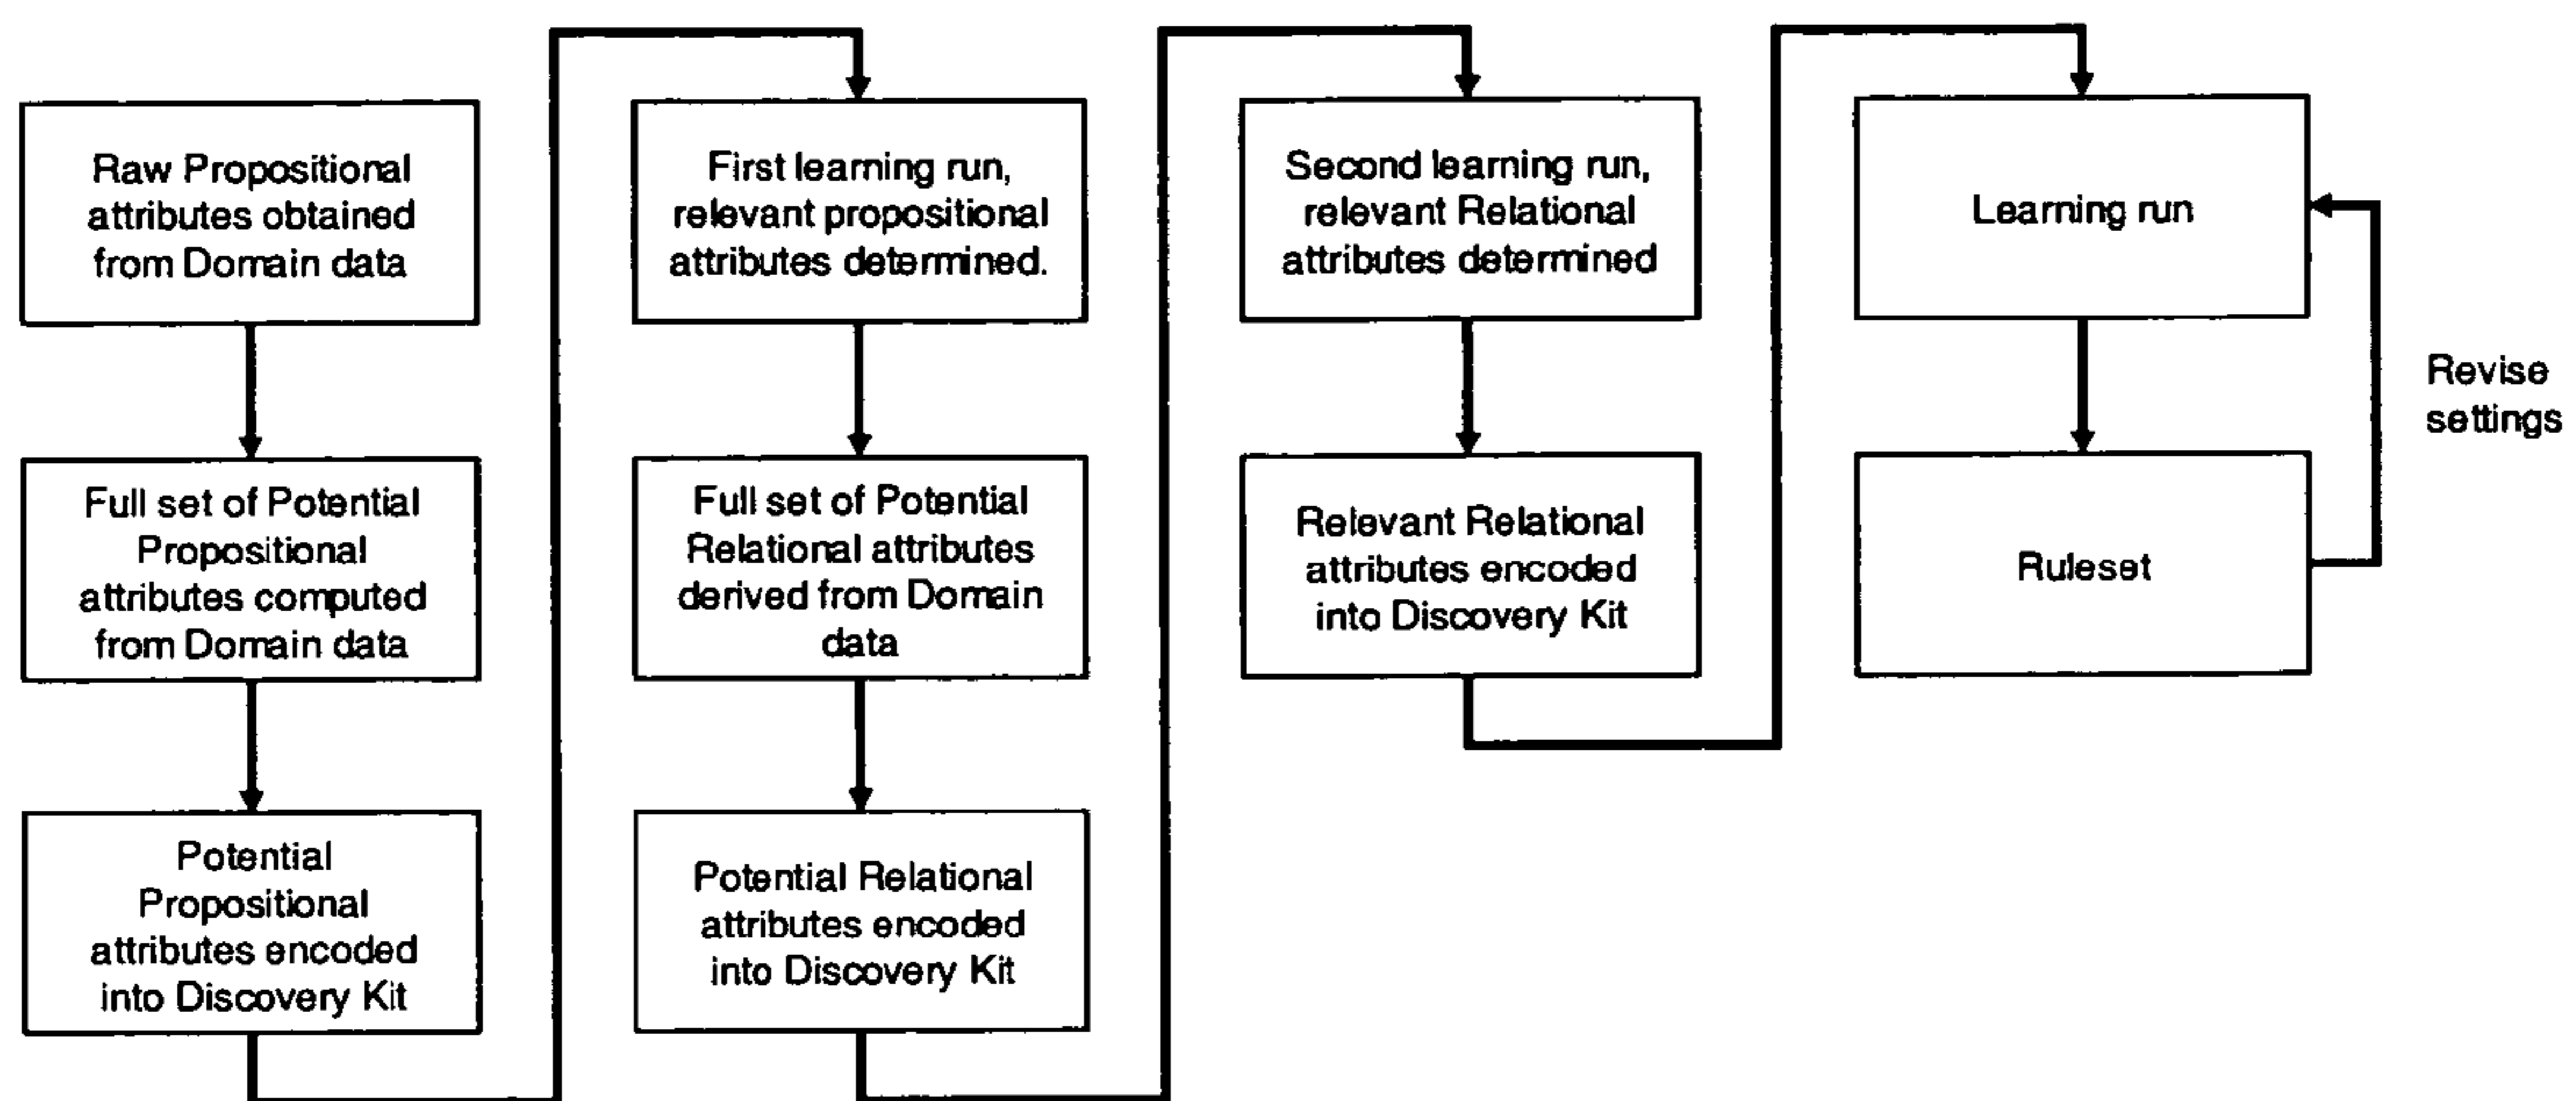 Raw Propositional
attributes obtained
from Domain data
Full set of Potential
Propositional
attributes computed
from Domain data
Potential
Propositional
attributes encoded
into Discovery Kit
First learning run,
relevant propositional
attributes determined.
Full set of Potential
Relational attributes
derived from Domain
data
Potential Relational
attributes encoded
into Discovery Kit
Second learning run,
relevant Relational
attributes determined
Relevant Relational
attributes encoded
into Discovery Kit
Learning run
Ruleset
Revise
settings